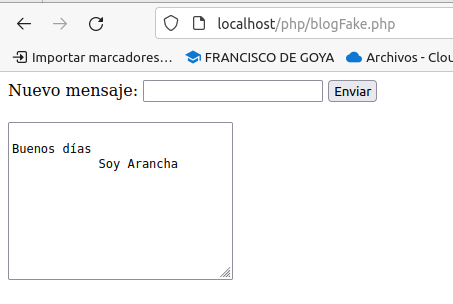 localhost/php/blogFake.php
Importar marcadores... FRANCISCO DE GOYA Archivos - Clou
Nuevo mensaje: Enviar
Buenos días
Soy Arancha